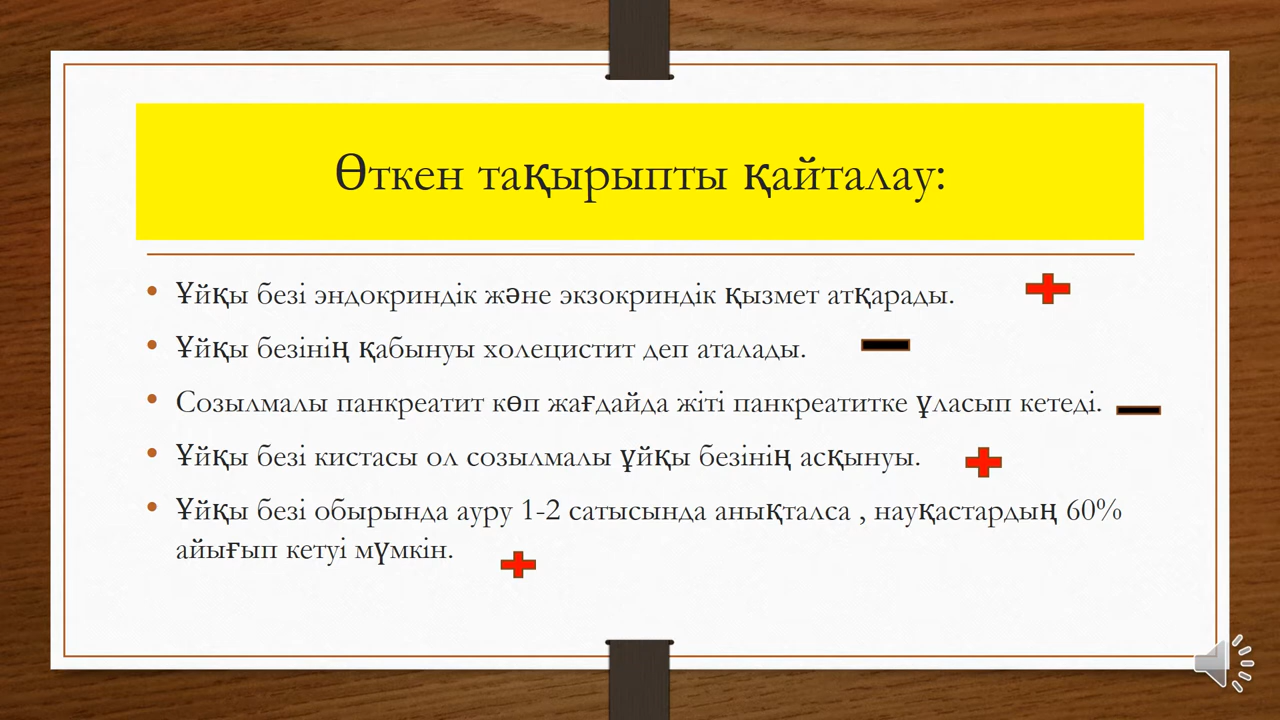 Өткен тақырыпты қайталау:
• Ұйқы безі эндокриндік және экзокриндік қызмет атқарады.
• Ұйқы безінің қабынуы холецистит деп аталады.
• Созылмалы панкреатит көп жағдайда жіті панкреатитке ұласып кетеді.
• Ұйқы безі кистасы ол созылмалы ұйқы безінің асқынуы.
• Ұйқы безі обырында ауру 1-2 сатысында анықталса , науқастардың 60%
айығып кетуі мүмкін.